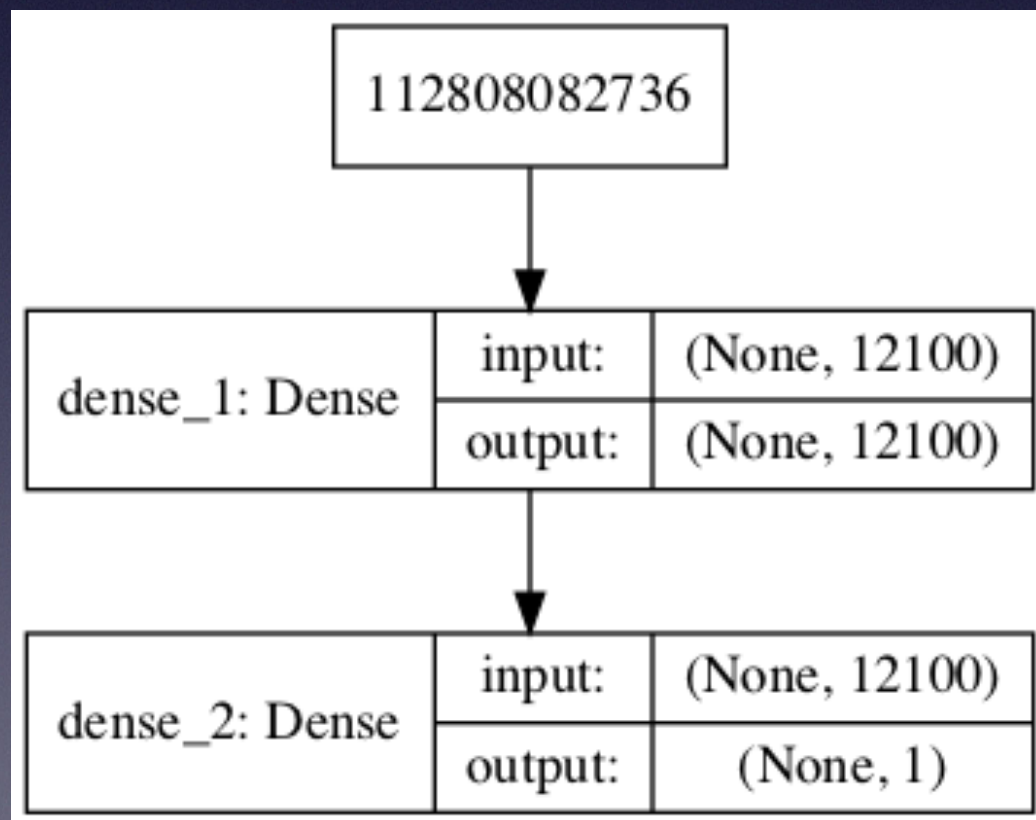 112808082736
dense_1: Dense
input:
(None, 12100)
output:
(None, 12100)
dense_2: Dense
input:
(None, 12100)
output:
(None, 1)